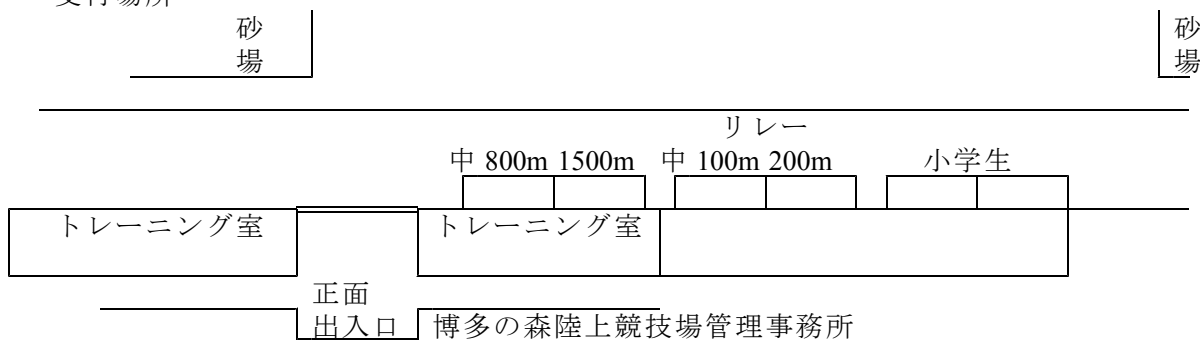 砂場
砂場
リレー
中 800m 1500m 中 100m 200m 小学生
トレーニング室 トレーニング室
正面
出入口 博多の森陸上競技場管理事務所